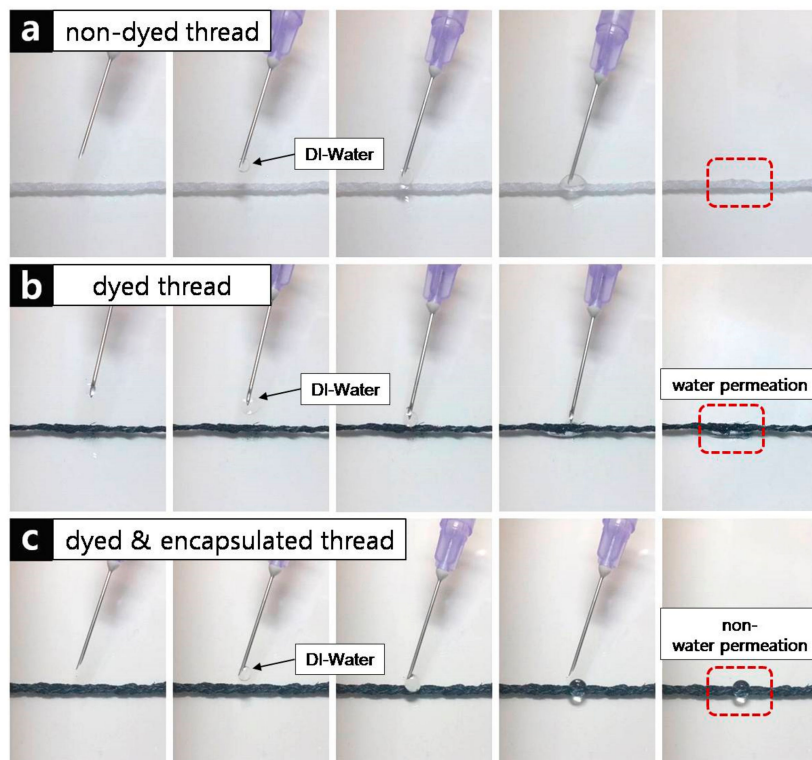 a non-dyed thread
DI-Water
b dyed thread
DI-Water
water permeation
c dyed & encapsulated thread
DI-Water
non-
water permeation